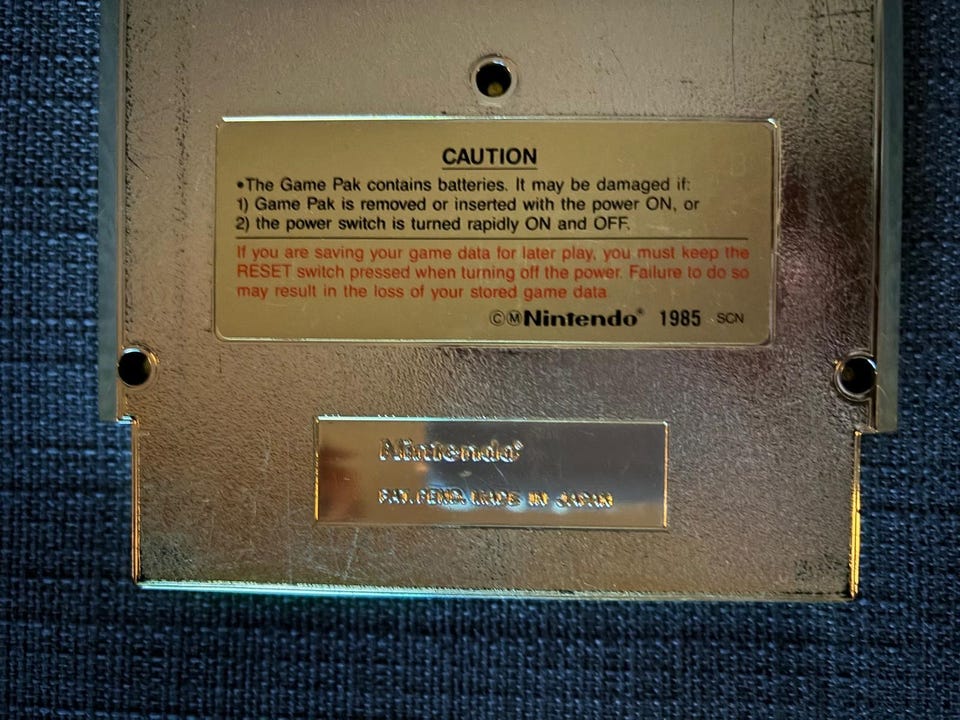 CAUTION
•The Game Pak contains batteries. It may be damaged if:
1) Game Pak is removed or inserted with the power ON, or
2) the power switch is turned rapidly ON and OFF.
If you are saving your game data for later play, you must keep the
RESET switch pressed when turning off the power. Failure to do so
may result in the loss of your stored game data.
©ⓂNintendo® 1985 SCN
Nintendo®
PAT. PEND. MADE IN JAPAN